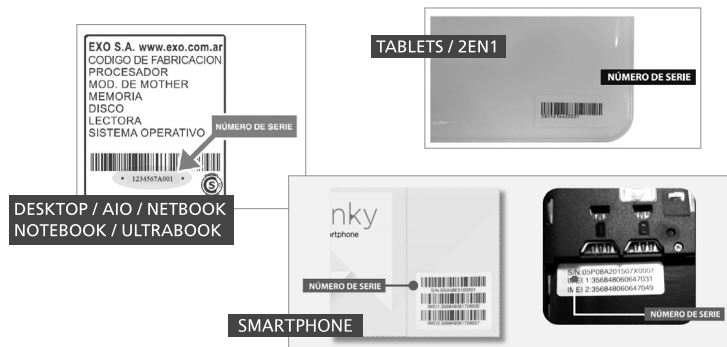 EXO S.A. www.exo.com.ar
CODIGO DE FABRICACION
PROCESADOR
MOD. DE MOTHER
MEMORIA
DISCO
LECTORA
SISTEMA OPERATIVO
NÚMERO DE SERIE
* 1234567A001 *
S
DESKTOP / AIO / NETBOOK
NOTEBOOK / ULTRABOOK
TABLETS / 2EN1
NÚMERO DE SERIE
nky
artphone
NÚMERO DE SERIE
SMARTPHONE
S/N:05P08A201507X0001
IMEI 1:356848060647031
IMEI 2:356848060647049
NÚMERO DE SERIE